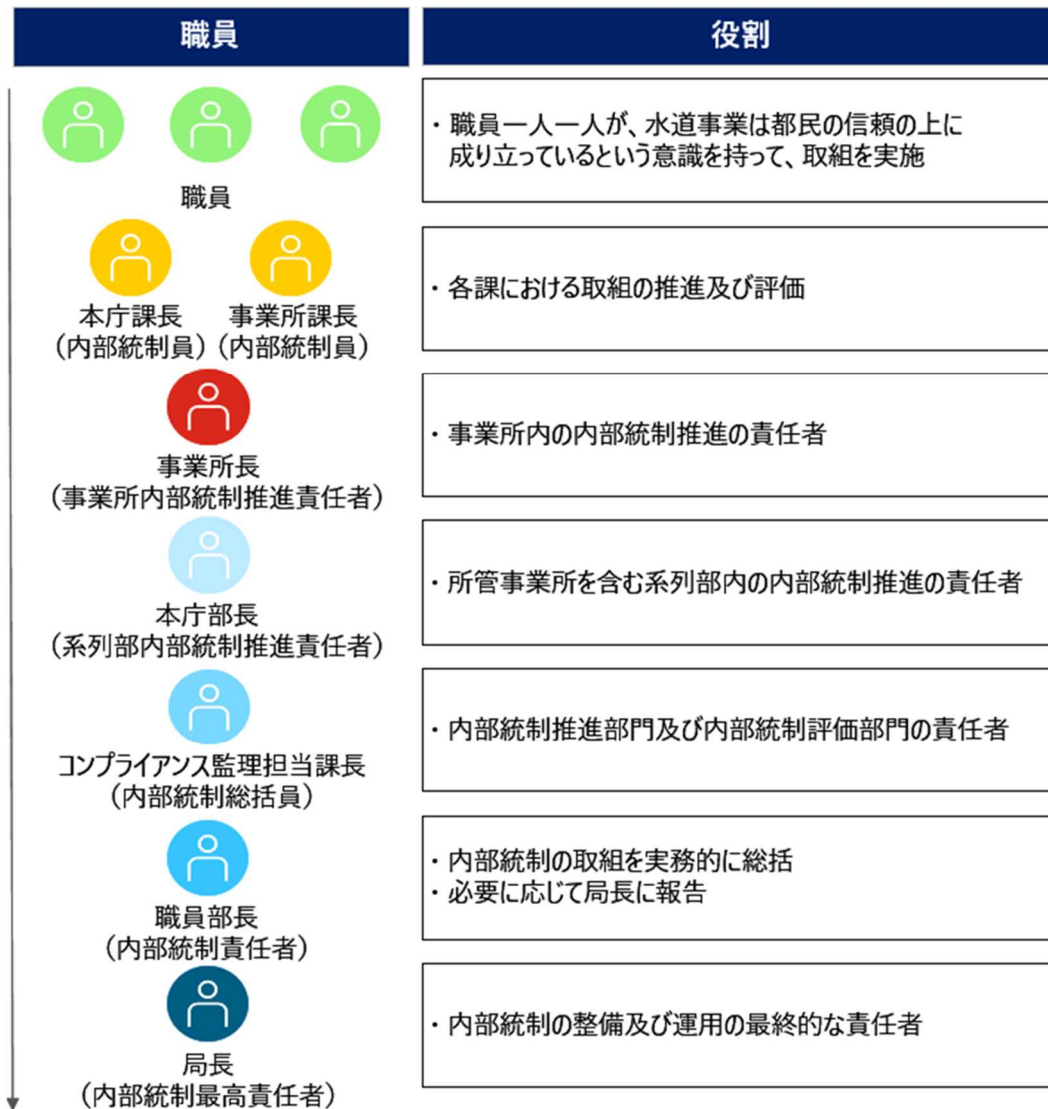 職員
役割
・職員一人一人が、水道事業は都民の信頼の上に
成り立っているという意識を持って、取組を実施
職員
・各課における取組の推進及び評価
本庁課長
（内部統制員）
事業所課長
（内部統制員）
・事業所内の内部統制推進の責任者
事業所長
（事業所内部統制推進責任者）
・所管事業所を含む系列部内の内部統制推進の責任者
本庁部長
（系列部内部統制推進責任者）
・内部統制推進部門及び内部統制評価部門の責任者
コンプライアンス監理担当課長
（内部統制総括員）
・内部統制の取組を実務的に総括
・必要に応じて局長に報告
職員部長
（内部統制責任者）
・内部統制の整備及び運用の最終的な責任者
局長
（内部統制最高責任者）